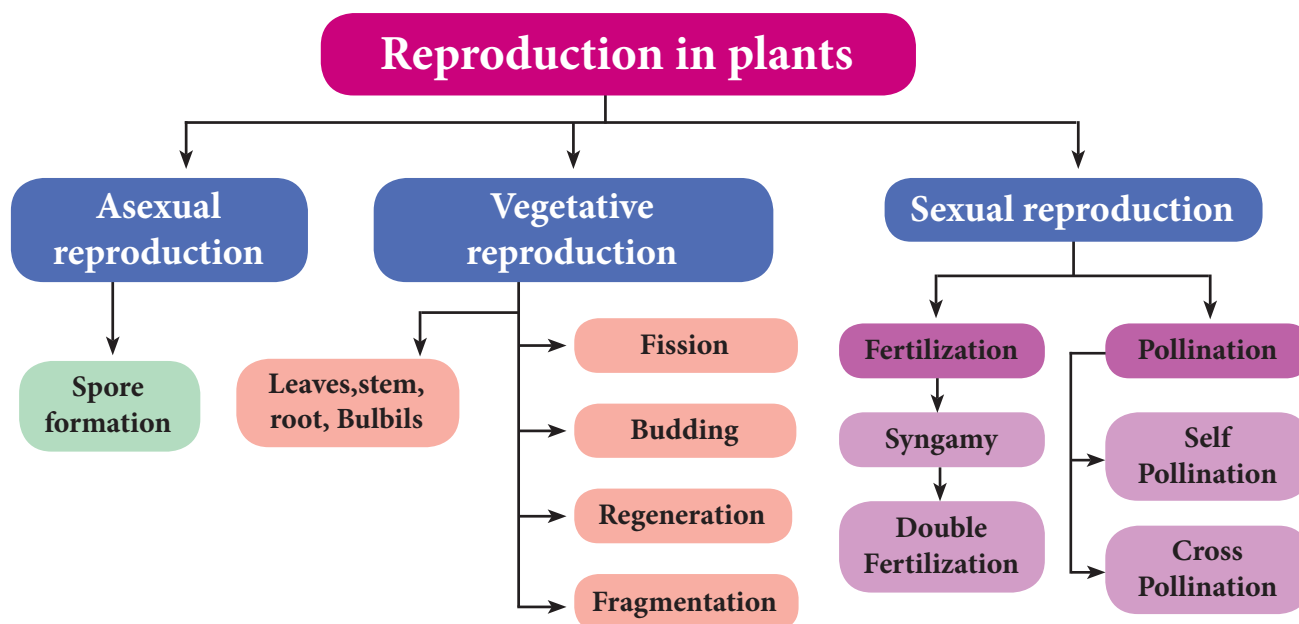 Reproduction in plants
Asexual
reproduction
Vegetative
reproduction
Sexual reproduction
Spore
formation
Leaves,stem,
root, Bulbils
Fission
Budding
Regeneration
Fragmentation
Fertilization
Syngamy
Double
Fertilization
Pollination
Self
Pollination
Cross
Pollination